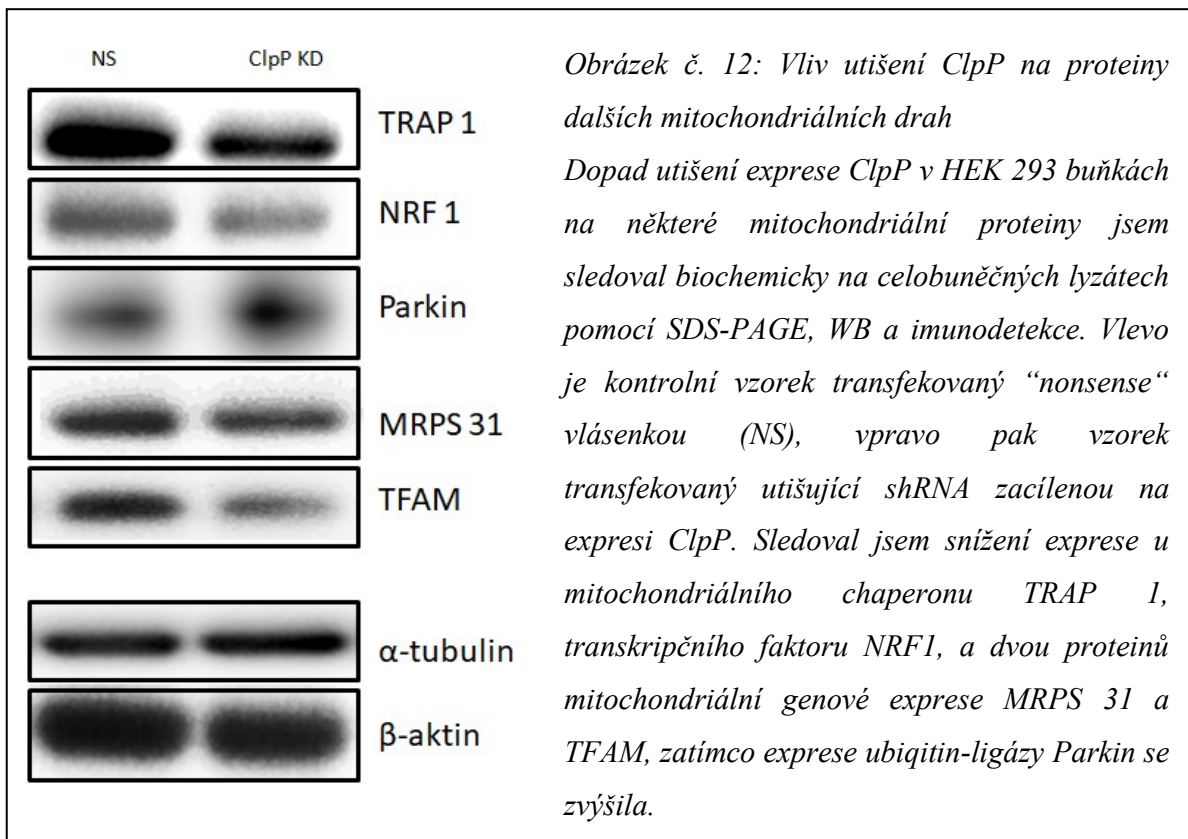 NS ClpP KD
TRAP 1
NRF 1
Parkin
MRPS 31
TFAM
α-tubulin
β-aktin
Obrázek č. 12: Vliv utišení ClpP na proteiny
dalších mitochondriálních drah
Dopad utišení exprese ClpP v HEK 293 buňkách
na některé mitochondriální proteiny jsem
sledoval biochemicky na celobuněčných lyzátech
pomocí SDS-PAGE, WB a imunodetekce. Vlevo
je kontrolní vzorek transfekovaný “nonsense“
vlásenkou (NS), vpravo pak vzorek
transfekovaný utišující shRNA zacílenou na
expresi ClpP. Sledoval jsem snížení exprese u
mitochondriálního chaperonu TRAP 1,
transkripčního faktoru NRF1, a dvou proteinů
mitochondriální genové exprese MRPS 31 a
TFAM, zatímco exprese ubiqitin-ligázy Parkin se
zvýšila.